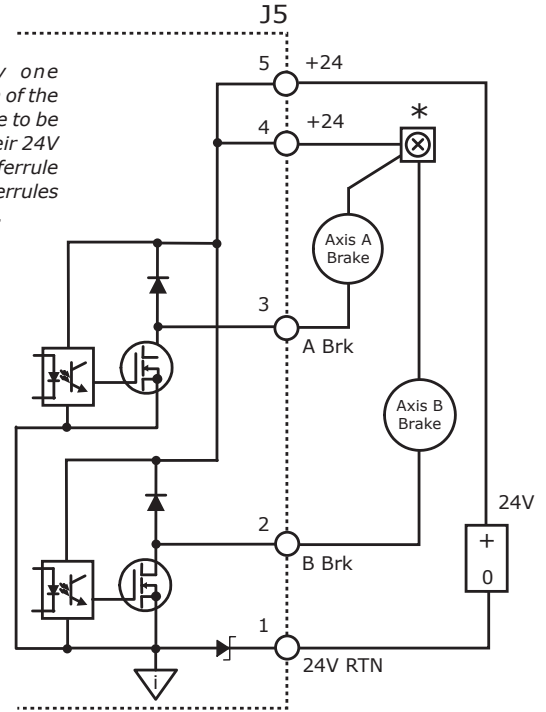 J5
one
of the
e to be
eir 24V
ferrule
errules
5 +24
4 +24
*
Axis A
Brake
3
A Brk
Axis B
Brake
24V
+
0
2
B Brk
1
24V RTN
i